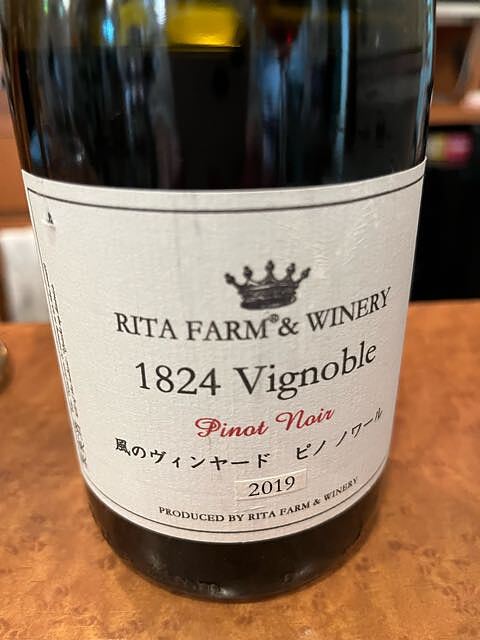 RITA FARM® & WINERY
1824 Vignoble
Pinot Noir
風のヴィンヤード ピノ ノワール
2019
PRODUCED BY RITA FARM & WINERY